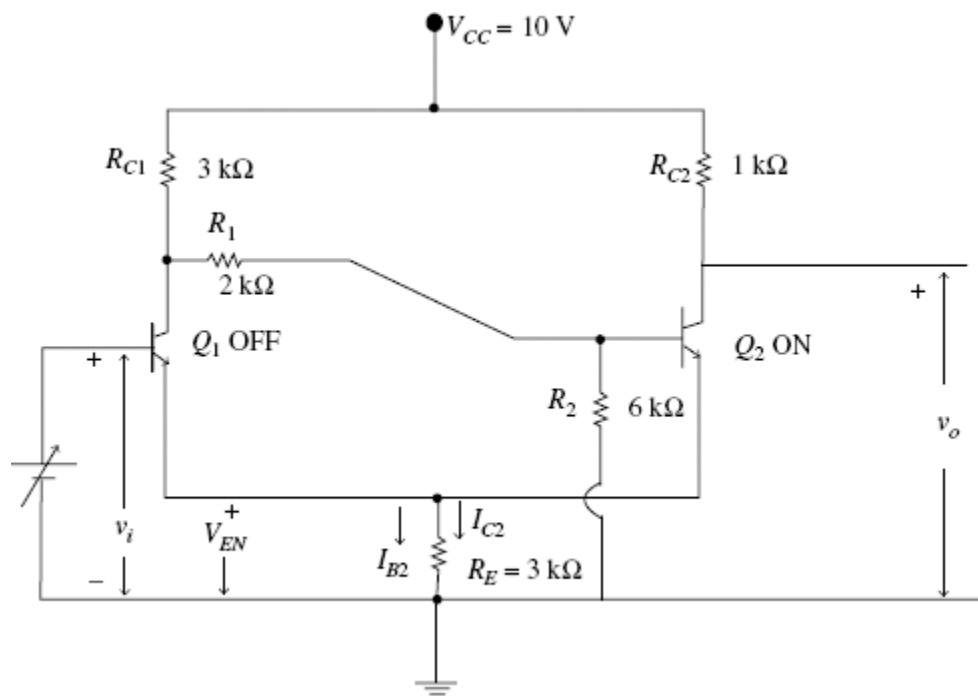 V_CC = 10 V
R_C1
3 kΩ
R_C2
1 kΩ
R_1
2 kΩ
+
Q_1 OFF
Q_2 ON
+
R_2
6 kΩ
v_o
v_i
+
V_EN
I_B2
I_C2
R_E = 3 kΩ
–